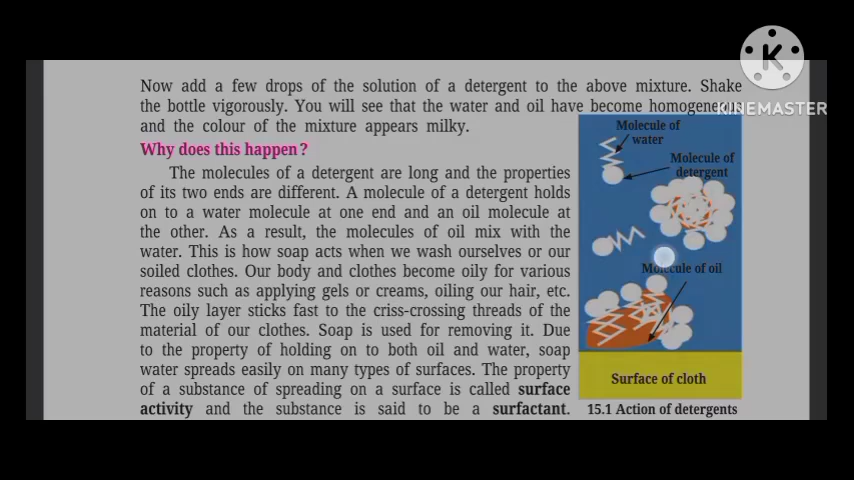 KINEMASTER
Now add a few drops of the solution of a detergent to the above mixture. Shake
the bottle vigorously. You will see that the water and oil have become homogeneous
and the colour of the mixture appears milky.
Why does this happen?
The molecules of a detergent are long and the properties
of its two ends are different. A molecule of a detergent holds
on to a water molecule at one end and an oil molecule at
the other. As a result, the molecules of oil mix with the
water. This is how soap acts when we wash ourselves or our
soiled clothes. Our body and clothes become oily for various
reasons such as applying gels or creams, oiling our hair, etc.
The oily layer sticks fast to the criss-crossing threads of the
material of our clothes. Soap is used for removing it. Due
to the property of holding on to both oil and water, soap
water spreads easily on many types of surfaces. The property
of a substance of spreading on a surface is called surface
activity and the substance is said to be a surfactant.
Molecule of
water
Molecule of
detergent
Molecule of oil
Surface of cloth
15.1 Action of detergents